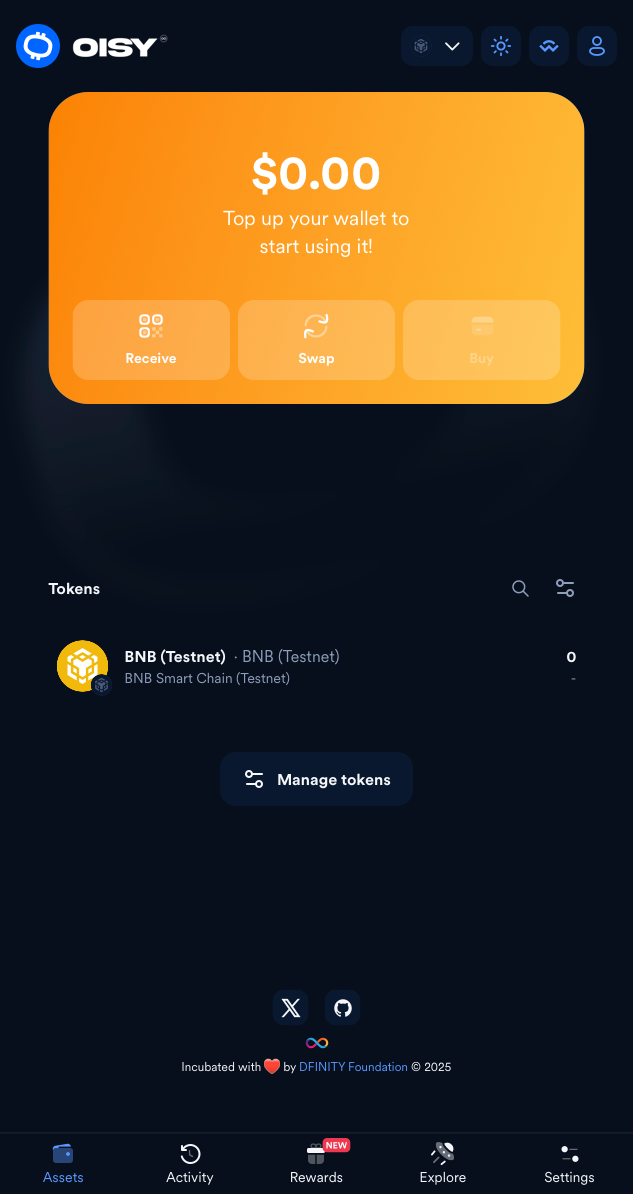 OISY
$0.00
Top up your wallet to
start using it!
Receive
Swap
Buy
Tokens
BNB (Testnet) · BNB (Testnet)
0
BNB Smart Chain (Testnet)
-
Manage tokens
Incubated with ❤️ by DFINITY Foundation © 2025
NEW
Assets
Activity
Rewards
Explore
Settings